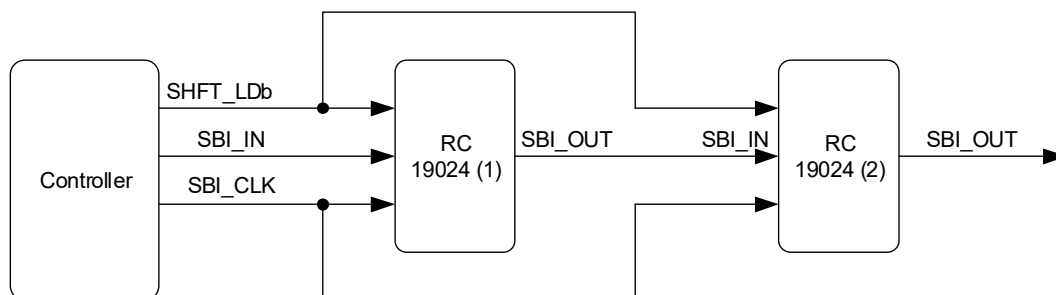 SHFT_LDb
SBI_IN
SBI_CLK
Controller
RC
19024 (1)
SBI_OUT
SBI_IN
RC
19024 (2)
SBI_OUT